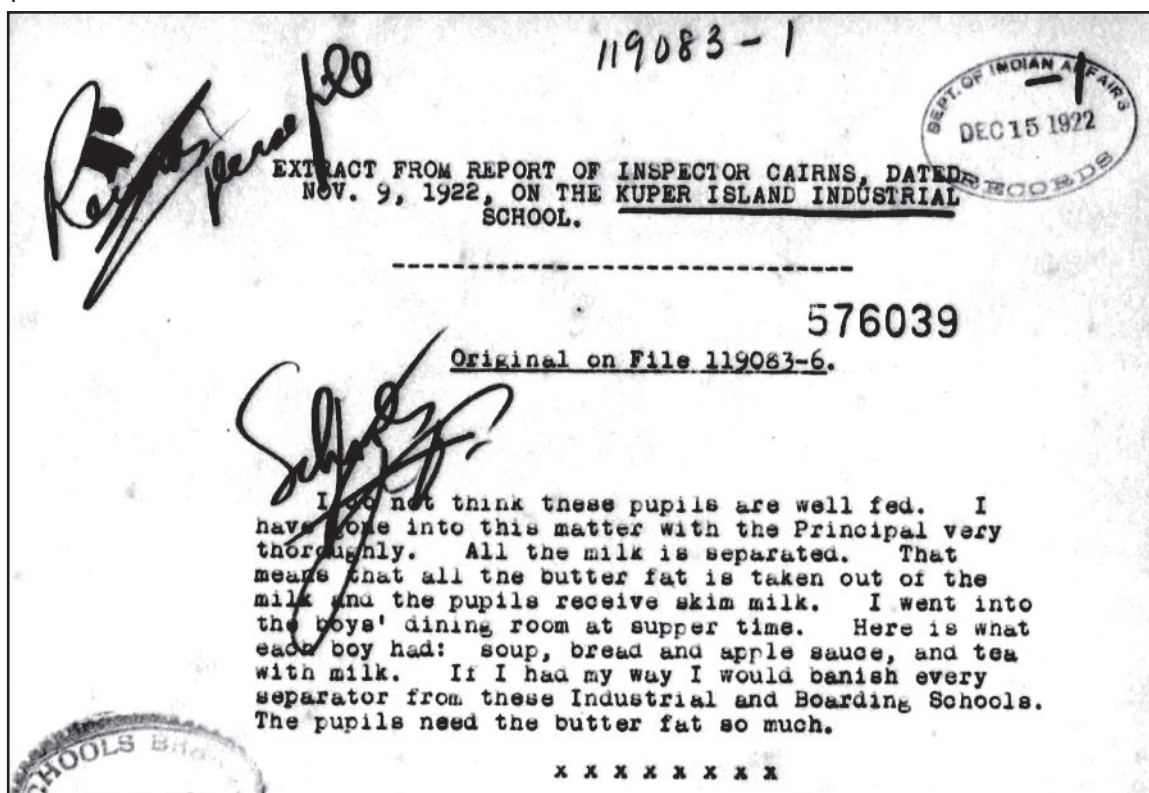 119083-1
DEPT. OF INDIAN AFFAIRS
DEC 15 1922
RECORDS
please file
EXTRACT FROM REPORT OF INSPECTOR CAIRNS, DATED
NOV. 9, 1922, ON THE KUPER ISLAND INDUSTRIAL
SCHOOL.
--------------------------------
576039
Original on File 119083-6.
Schools
I do not think these pupils are well fed. I
have gone into this matter with the Principal very
thoroughly. All the milk is separated. That
means that all the butter fat is taken out of the
milk and the pupils receive skim milk. I went into
the boys' dining room at supper time. Here is what
each boy had: soup, bread and apple sauce, and tea
with milk. If I had my way I would banish every
separator from these Industrial and Boarding Schools.
The pupils need the butter fat so much.
x x x x x x x x
SCHOOLS